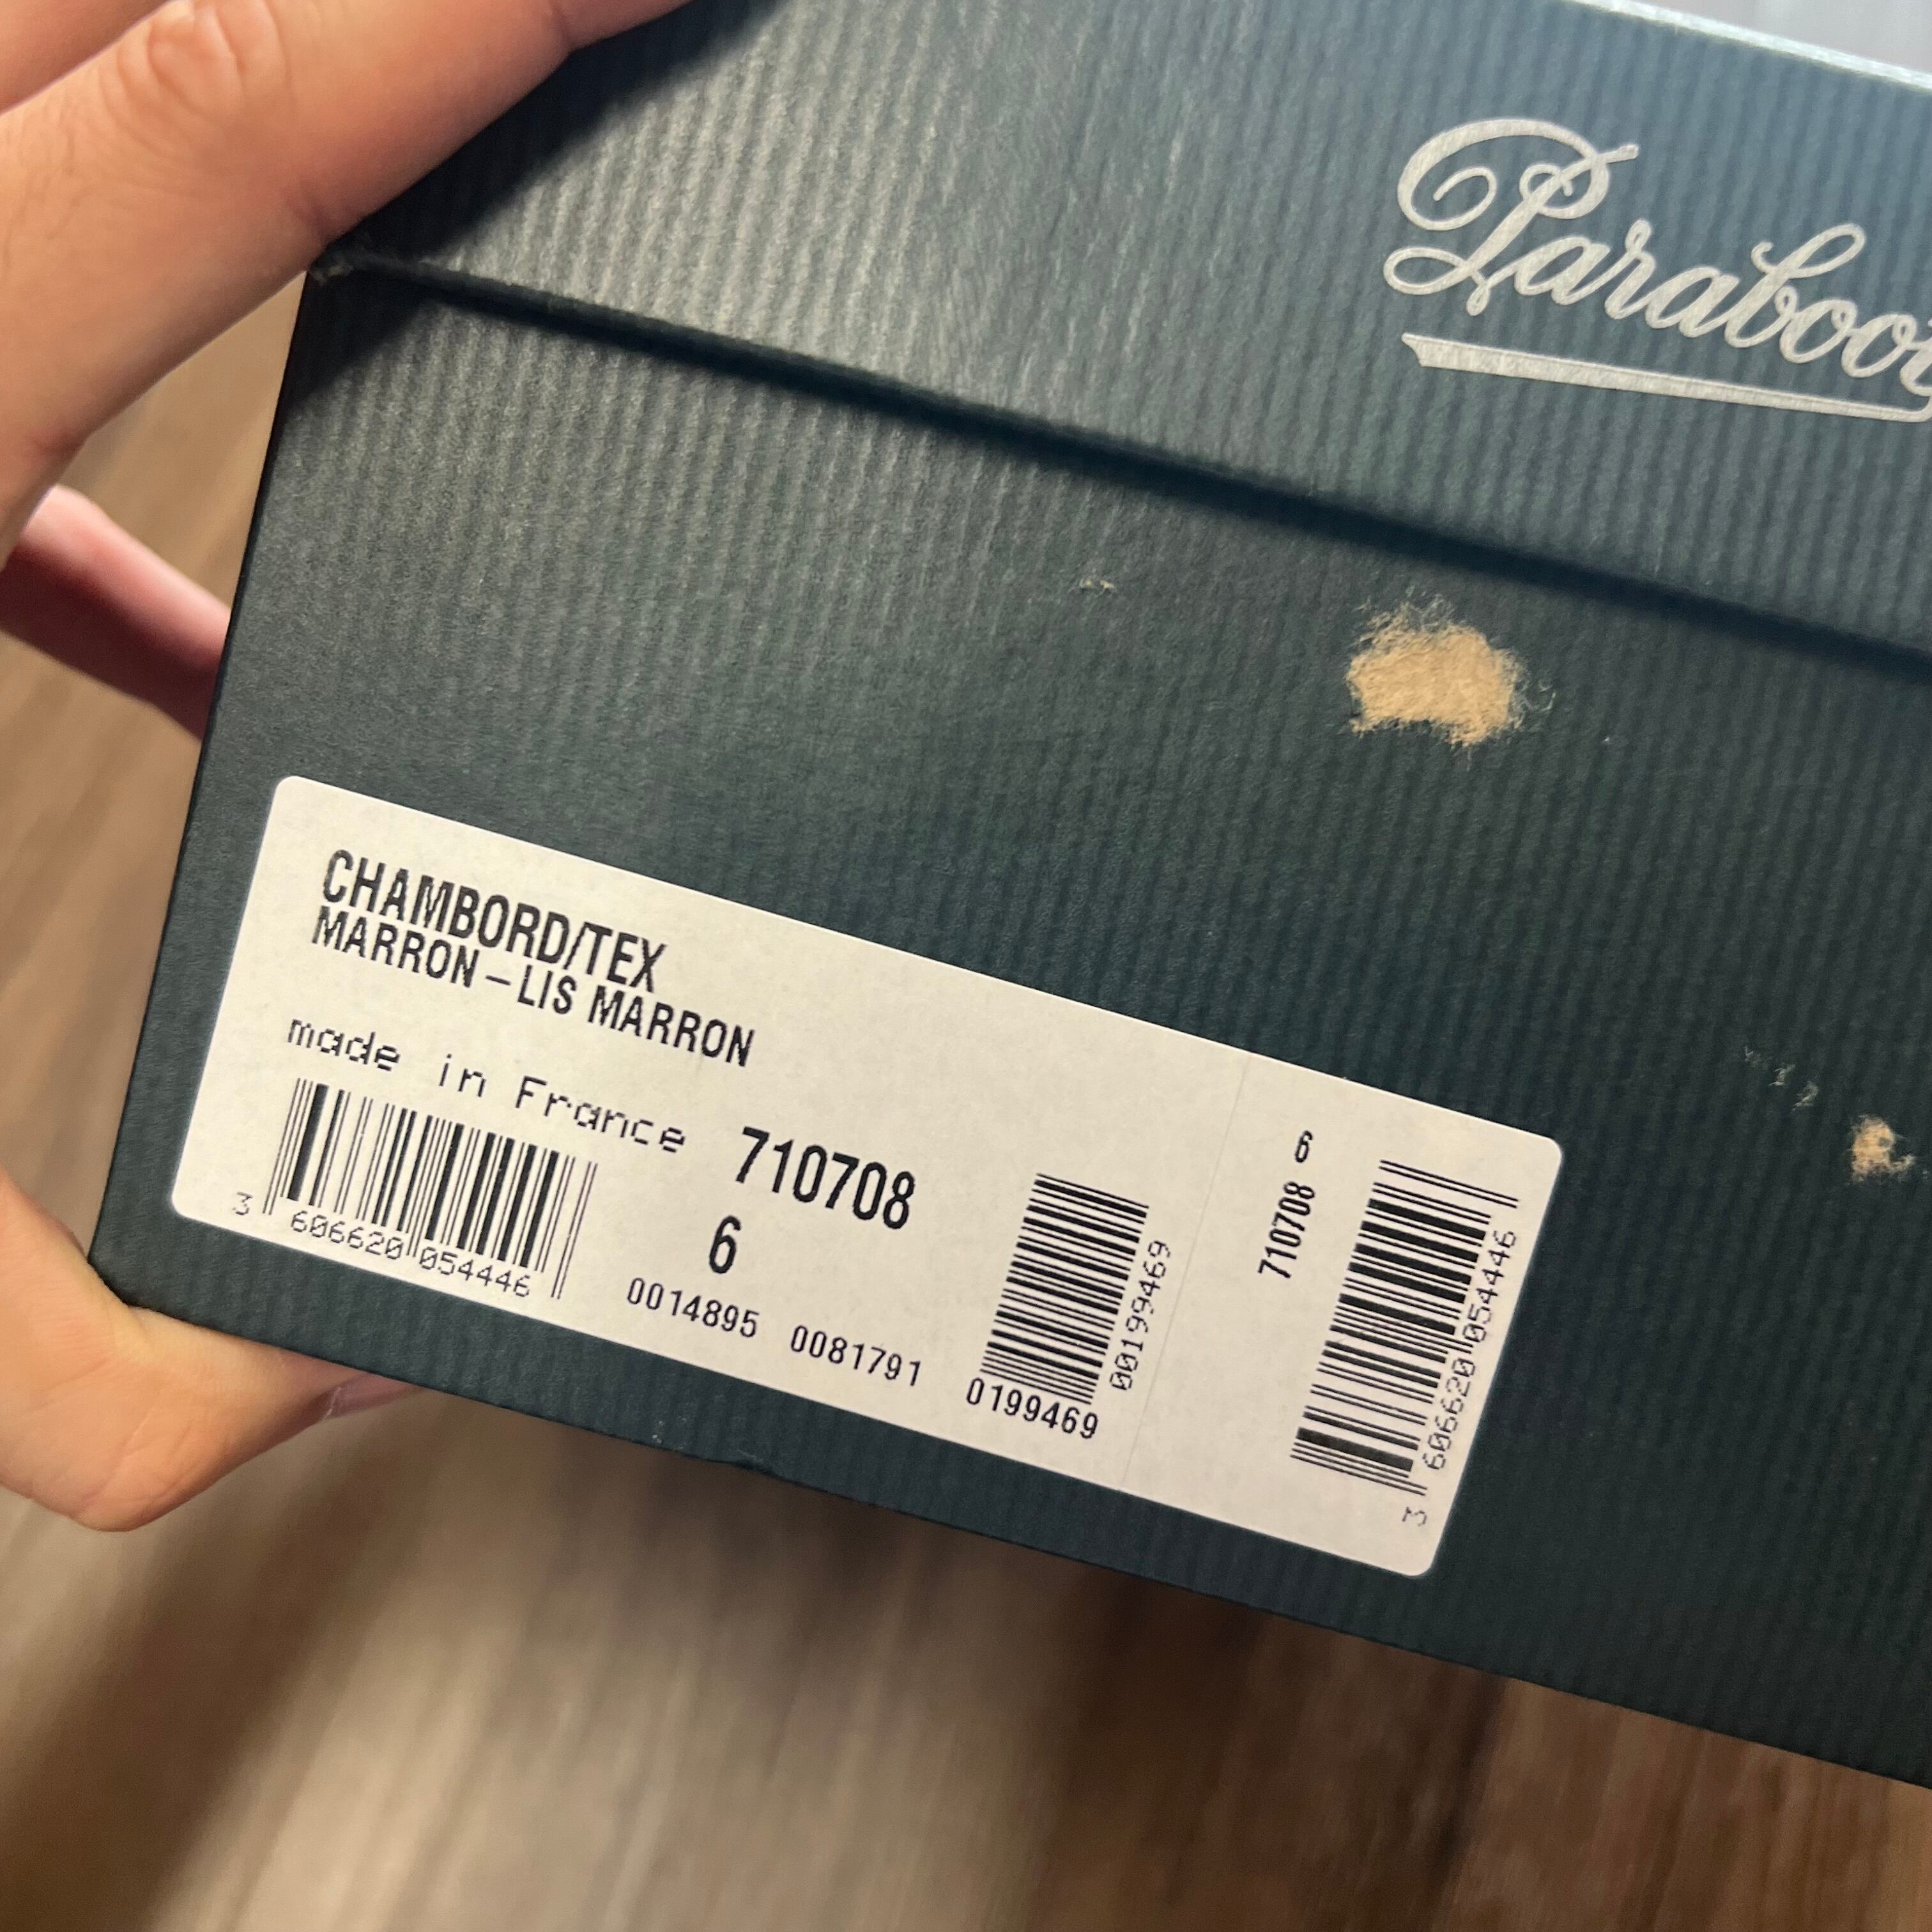 Paraboot
CHAMBORD/TEX
MARRON – LIS MARRON
made in France
710708
6
3 606620 054446
0014895 0081791
0199469
00199469
6
710708
3 606620 054446